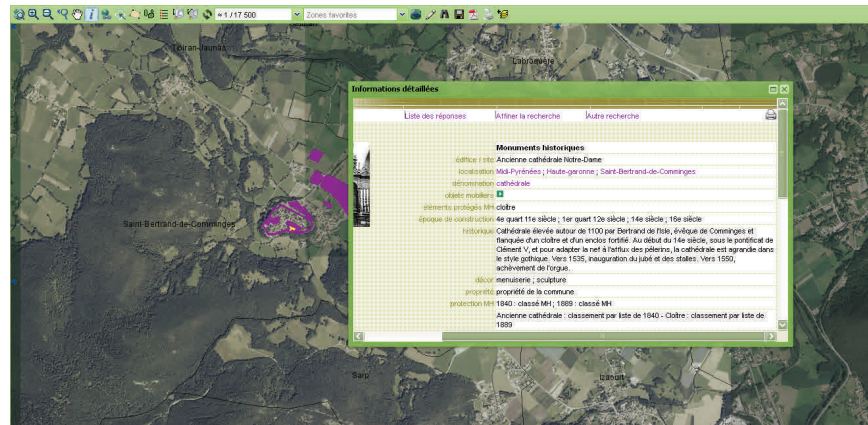 ≈ 1 / 17 500
Zones favorites
Labroquère
Informations détaillées
Liste des réponses
Affiner la recherche
Autre recherche
Monuments historiques
édifice / site Ancienne cathédrale Notre-Dame
localisation Midi-Pyrénées ; Haute-garonne ; Saint-Bertrand-de-Comminges
dénomination cathédrale
objets mobiliers
éléments protégés MH cloître
époque de construction 4e quart 11e siècle ; 1er quart 12e siècle ; 14e siècle ; 16e siècle
historique Cathédrale élevée autour de 1100 par Bertrand de l'Isle, évêque de Comminges et
flanquée d'un cloître et d'un enclos fortifié. Au début du 14e siècle, sous le pontificat de
Clément V, et pour adapter la nef à l'afflux des pélerins, la cathédrale est agrandie dans
le style gothique. Vers 1535, inauguration du jubé et des stalles. Vers 1550,
achèvement de l'orgue.
décor menuiserie ; sculpture
propriété propriété de la commune
protection MH 1840 : classé MH ; 1889 : classé MH
Ancienne cathédrale : classement par liste de 1840 - Cloître : classement par liste de
1889
Saint-Bertrand-de-Comminges
Sarp
Izaourt